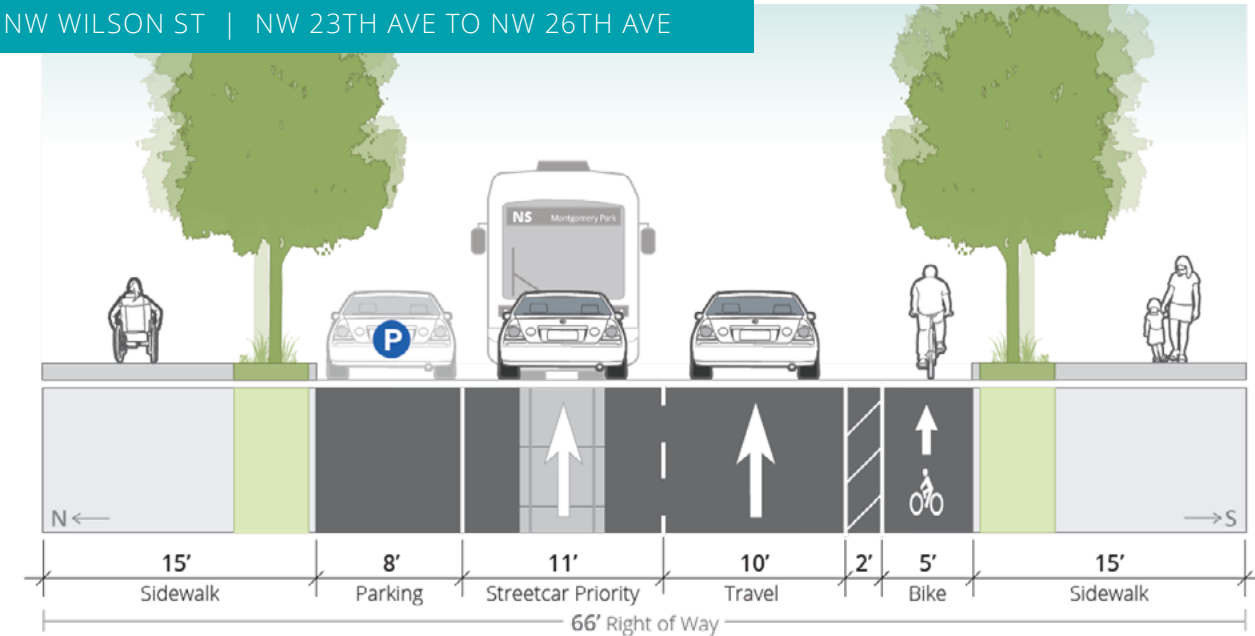 NW WILSON ST | NW 23TH AVE TO NW 26TH AVE
NS Montgomery Park
P
N
S
15' 8' 11' 10' 2' 5' 15'
Sidewalk Parking Streetcar Priority Travel Bike Sidewalk
66' Right of Way